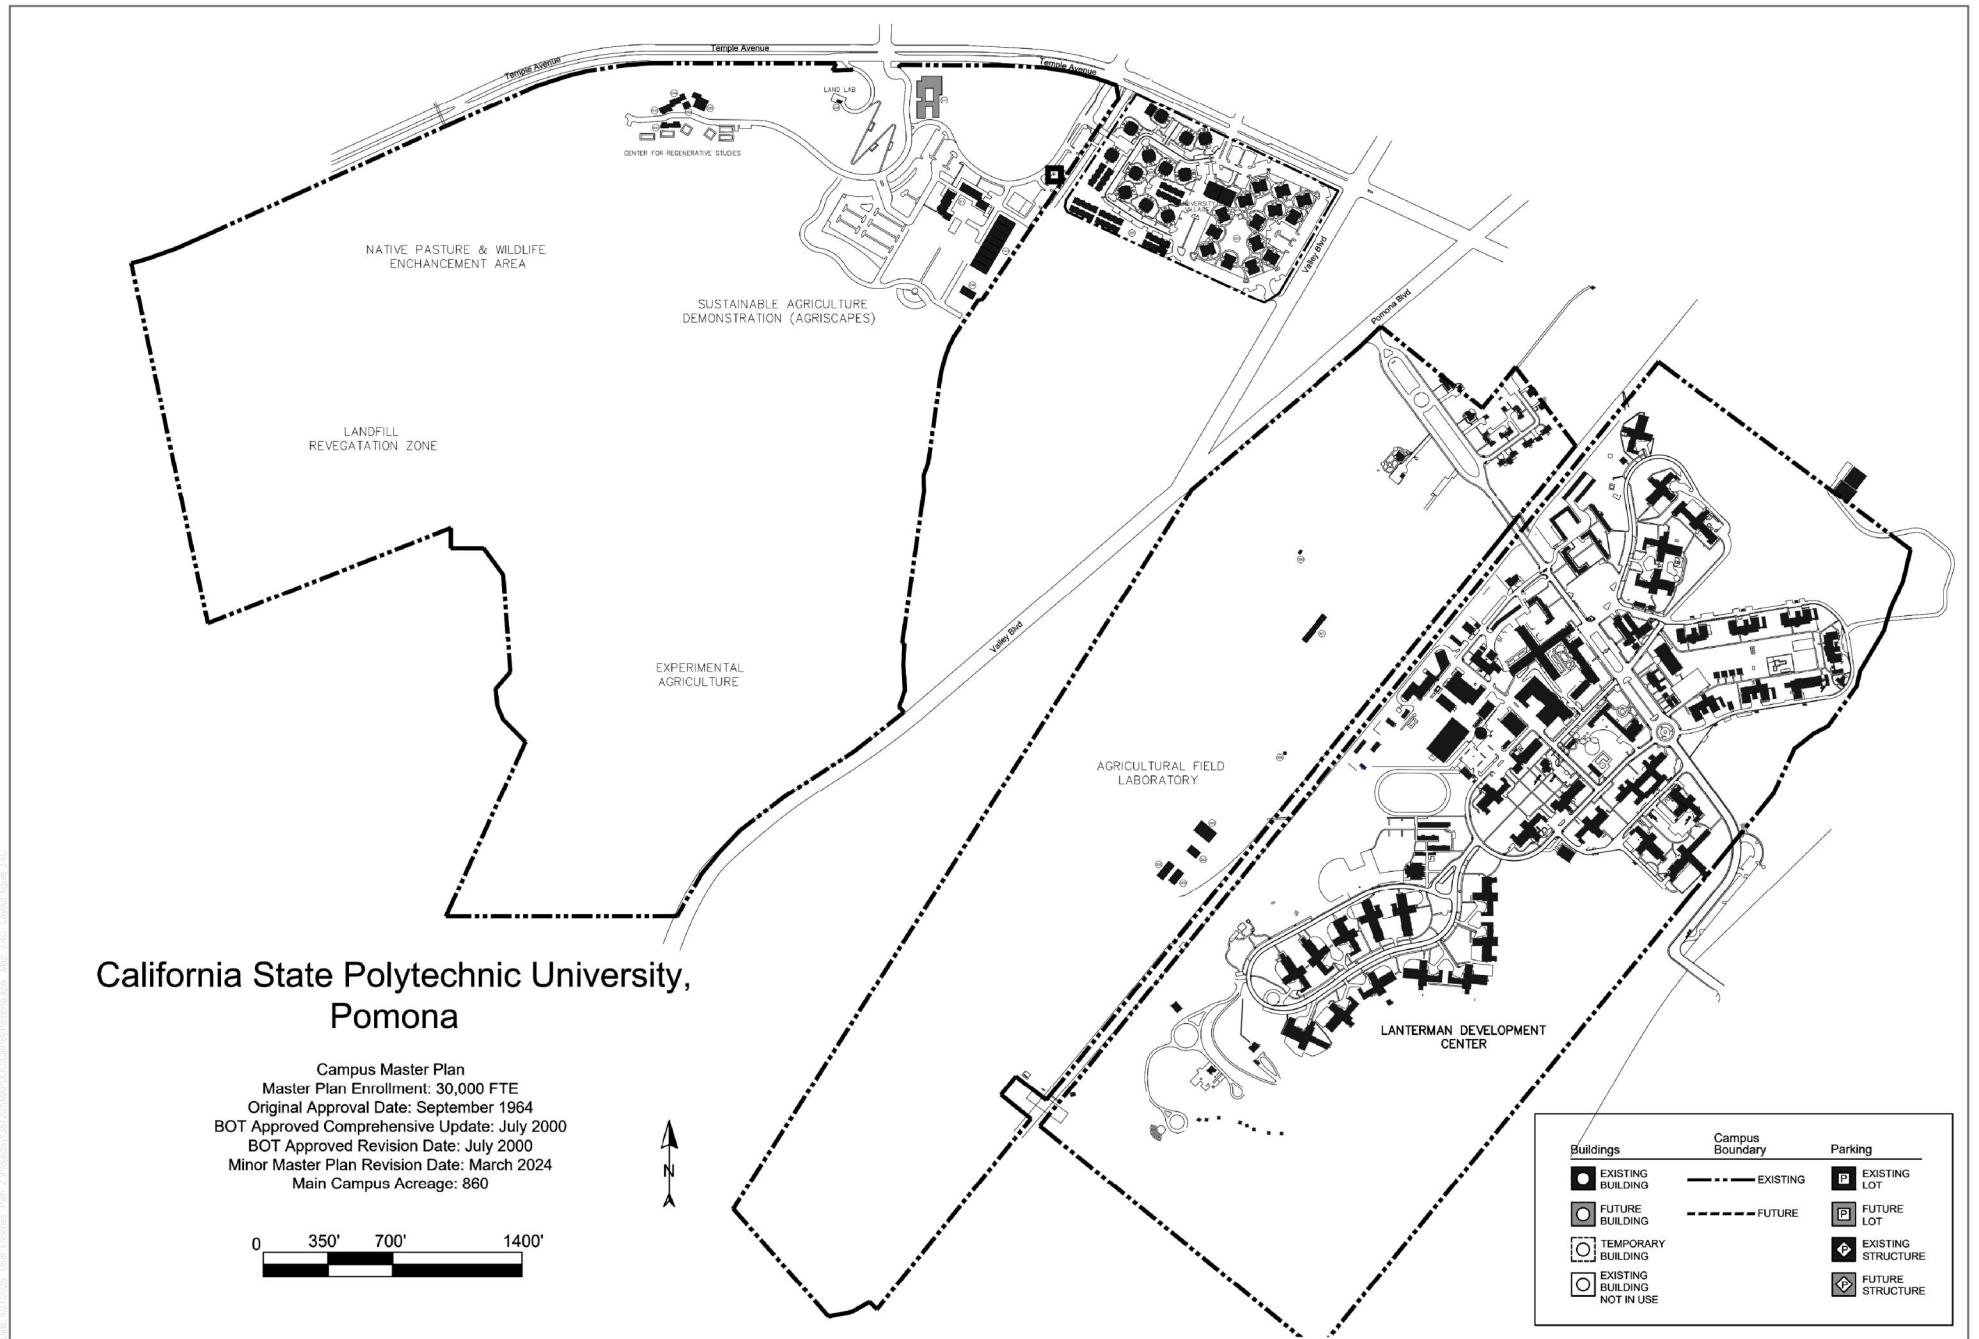 Temple Avenue
Temple Avenue
Temple Avenue
LAND LAB
CENTER FOR REGENERATIVE STUDIES
UNIVERSITY
VILLAGE
NATIVE PASTURE & WILDLIFE
ENCHANCEMENT AREA
Valley Blvd
SUSTAINABLE AGRICULTURE
DEMONSTRATION (AGRISCAPES)
Pomona Blvd
LANDFILL
REVEGATATION ZONE
Valley Blvd
EXPERIMENTAL
AGRICULTURE
AGRICULTURAL FIELD
LABORATORY
LANTERMAN DEVELOPMENT
CENTER
California State Polytechnic University,
Pomona
Campus Master Plan
Master Plan Enrollment: 30,000 FTE
Original Approval Date: September 1964
BOT Approved Comprehensive Update: July 2000
BOT Approved Revision Date: July 2000
Minor Master Plan Revision Date: March 2024
Main Campus Acreage: 860
N
0 350' 700' 1400'
Buildings
EXISTING
BUILDING
FUTURE
BUILDING
TEMPORARY
BUILDING
EXISTING
BUILDING
NOT IN USE
Campus
Boundary
EXISTING
FUTURE
Parking
P EXISTING
LOT
P FUTURE
LOT
P EXISTING
STRUCTURE
P FUTURE
STRUCTURE